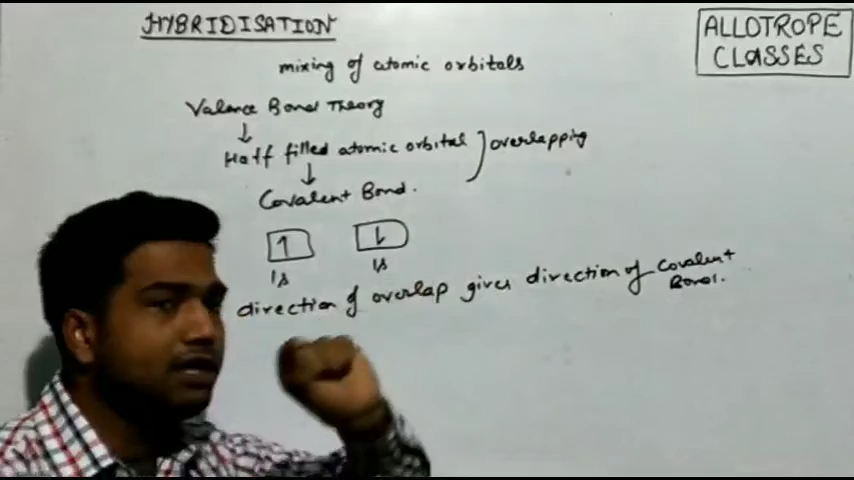 HYBRIDISATION
ALLOTROPE
CLASSES
mixing of atomic orbitals
Valence Bond Theory
↓
Half filled atomic orbital ] overlapping
↓
Covalent Bond.
↑ ↓
1s 1s
direction of overlap gives direction of Covalent
Bond.